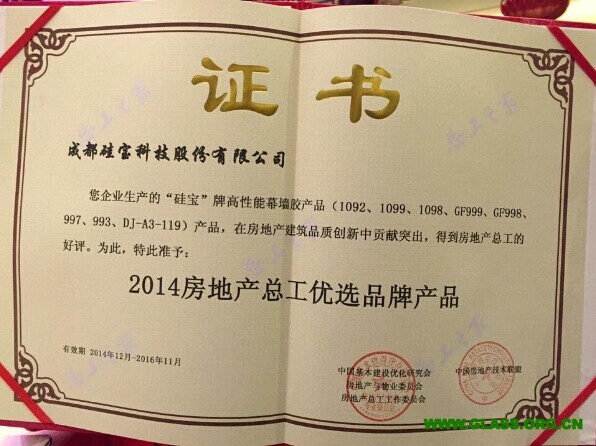 证书
成都硅宝科技股份有限公司
您企业生产的“硅宝”牌高性能幕墙胶产品（1092、1099、1098、GF999、GF998、
997、993、DJ-A3-119）产品，在房地产建筑品质创新中贡献突出，得到房地产总工的
好评。为此，特此准予：
2014房地产总工优选品牌产品
有效期 2014年12月-2016年11月
中国基本建设优化研究会
房地产与物业委员会
房地产总工工作委员会
中国房地产技术联盟
WWW.GLASS.ORG.CN